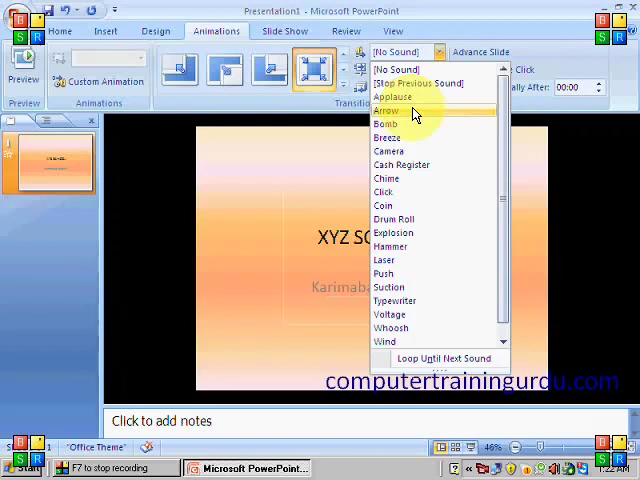 Presentation1 - Microsoft PowerPoint
Home
Insert
Design
Animations
Slide Show
Review
View
Preview
Custom Animation
[No Sound]
Advance Slide
Click
ally After: 00:00
Preview
Animations
Transiti
[No Sound]
[Stop Previous Sound]
Applause
Arrow
Bomb
Breeze
Camera
Cash Register
Chime
Click
Coin
Drum Roll
Explosion
Hammer
Laser
Push
Suction
Typewriter
Voltage
Whoosh
Wind
Loop Until Next Sound
1
XYZ SC
Karimaba
computertrainingurdu.com
Click to add notes
"Office Theme"
46%
Start
F7 to stop recording
Microsoft PowerPoint...
1:22 AM
B
S R
B
S R
B
S R
B
S R